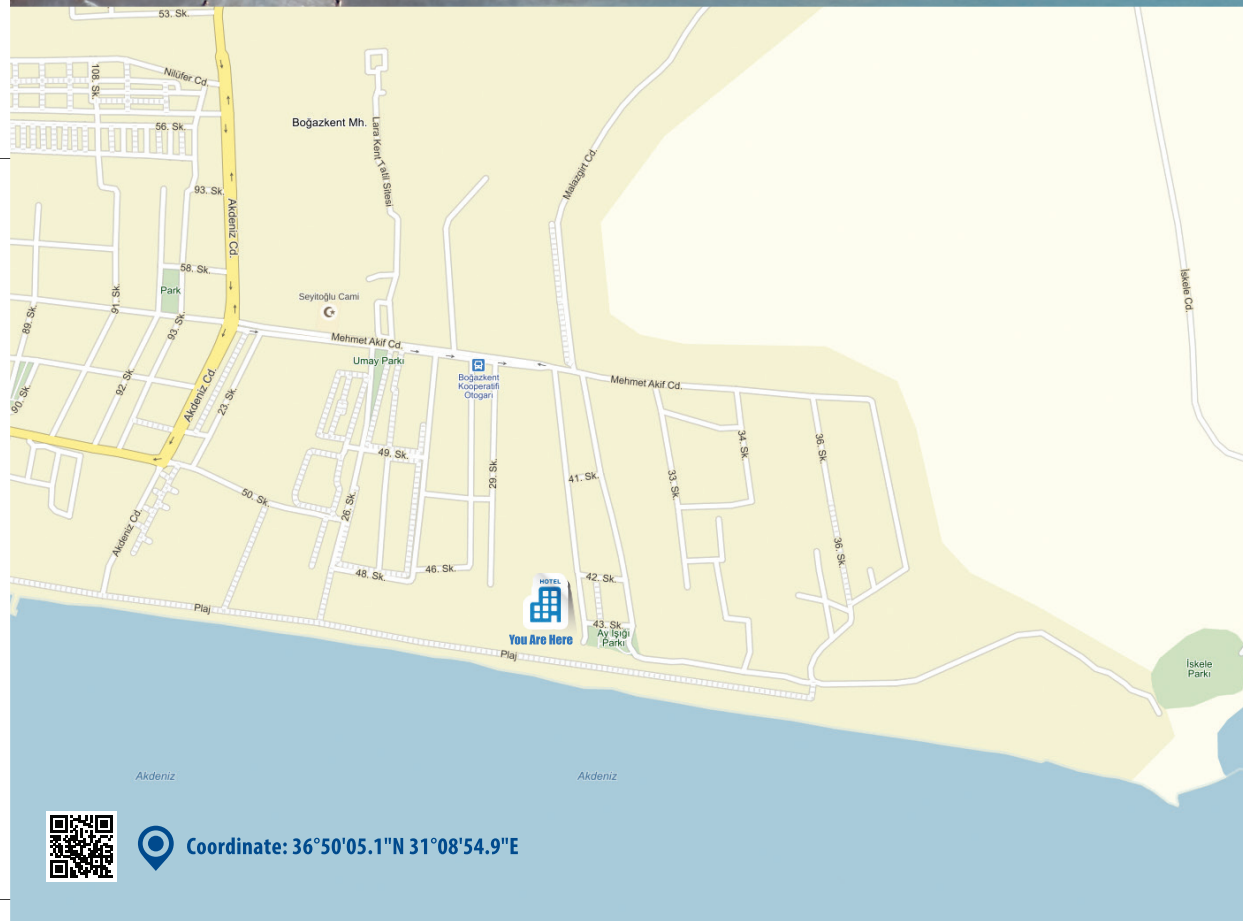 53. Sk.
Nilüfer Cd.
108. Sk.
56. Sk.
Boğazkent Mh.
Lara Kent Tatil Sitesi
Malazgirt Cd.
93. Sk.
Akdeniz Cd.
58. Sk.
Park
İskele Cd.
91. Sk.
89. Sk.
93. Sk.
Seyitoğlu Cami
Mehmet Akif Cd.
Umay Parkı
Boğazkent
Kooperatifi
Otogarı
Mehmet Akif Cd.
90. Sk.
92. Sk.
Akdeniz Cd.
23. Sk.
34. Sk.
36. Sk.
49. Sk.
29. Sk.
41. Sk.
33. Sk.
50. Sk.
26. Sk.
Akdeniz Cd.
36. Sk.
48. Sk.
46. Sk.
42. Sk.
HOTEL
You Are Here
43. Sk
Ay Işığı
Parkı
Plaj
Plaj
İskele
Parkı
Akdeniz
Akdeniz
Coordinate: 36°50'05.1"N 31°08'54.9"E